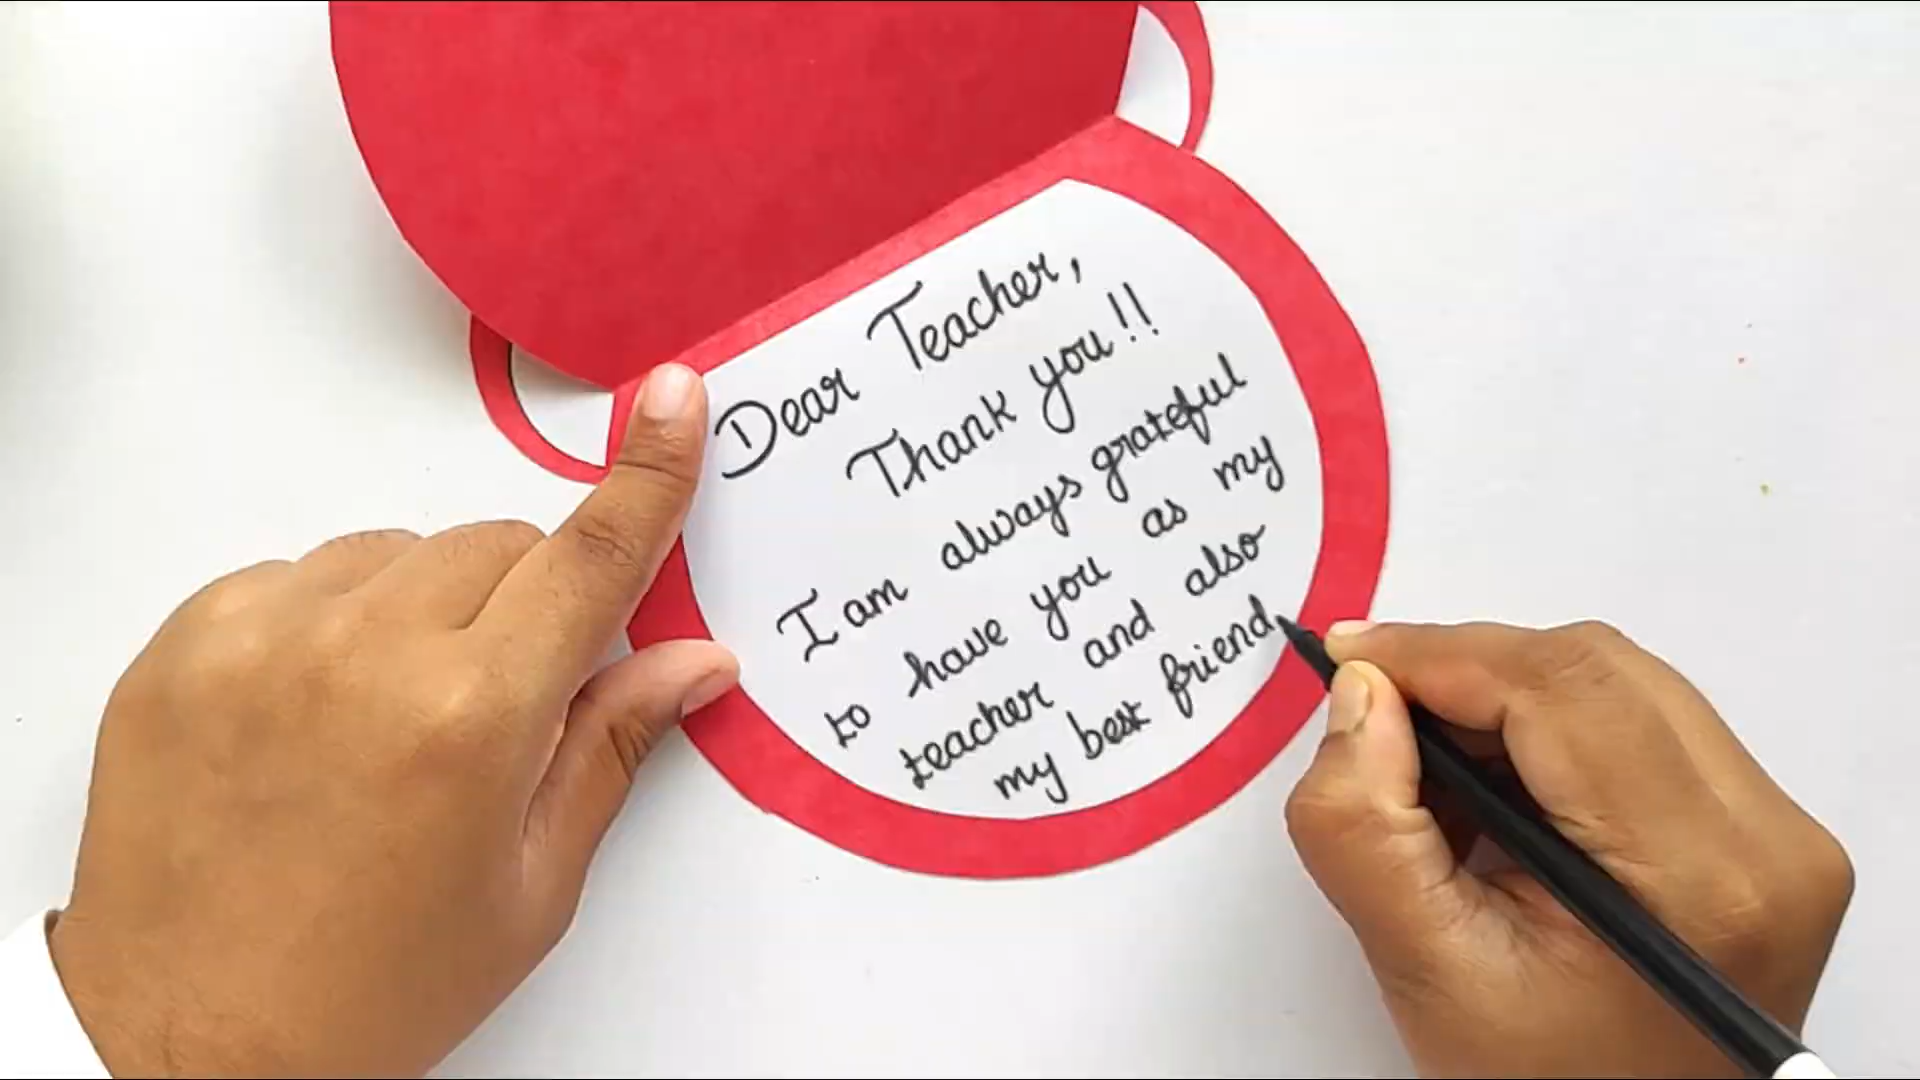 Dear Teacher,
Thank you!!
I am always grateful
to have you as my
teacher and also
my best friend